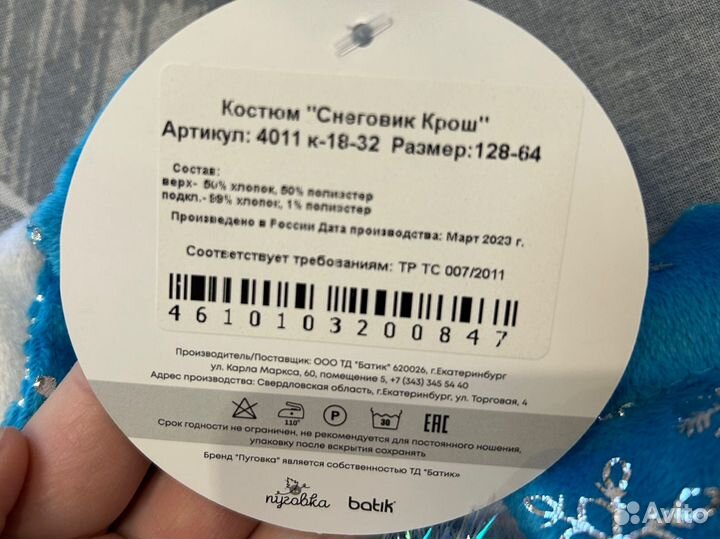 Костюм "Снеговик Крош"
Артикул: 4011 к-18-32 Размер:128-64
Состав:
верх- 50% хлопок, 50% полиэстер
подкл.- 99% хлопок, 1% полиэстер
Произведено в России Дата производства: Март 2023 г.
Соответствует требованиям: ТР ТС 007/2011
4610103200847
Производитель/Поставщик: ООО ТД "Батик" 620026, г.Екатеринбург
ул. Карла Маркса, 60, помещение 5, +7 (343) 345 54 40
Адрес производства: Свердловская область, г.Екатеринбург, ул. Торговая, 4
110° P 30 EAC
Срок годности не ограничен, не рекомендуется для постоянного ношения,
упаковку после вскрытия сохранять
Бренд "Пуговка" является собственностью ТД "Батик"
пуговка batik
Avito